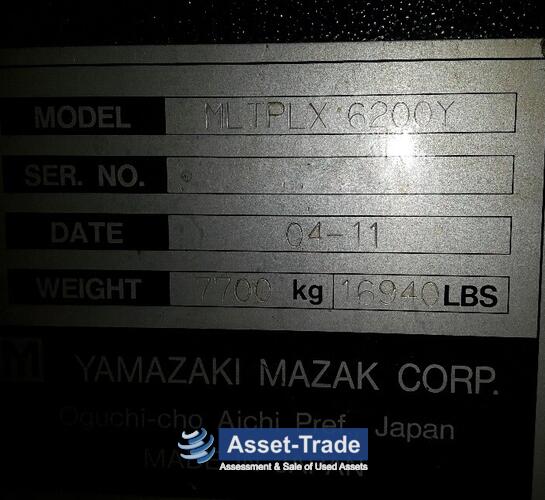 MODEL MLTPLX 6200Y
SER. NO.
DATE 04-11
WEIGHT 7700 kg 16940 LBS
M YAMAZAKI MAZAK CORP.
Oguchi-cho Aichi Pref. Japan
MADE
Asset-Trade
Assessment & Sale of Used Assets